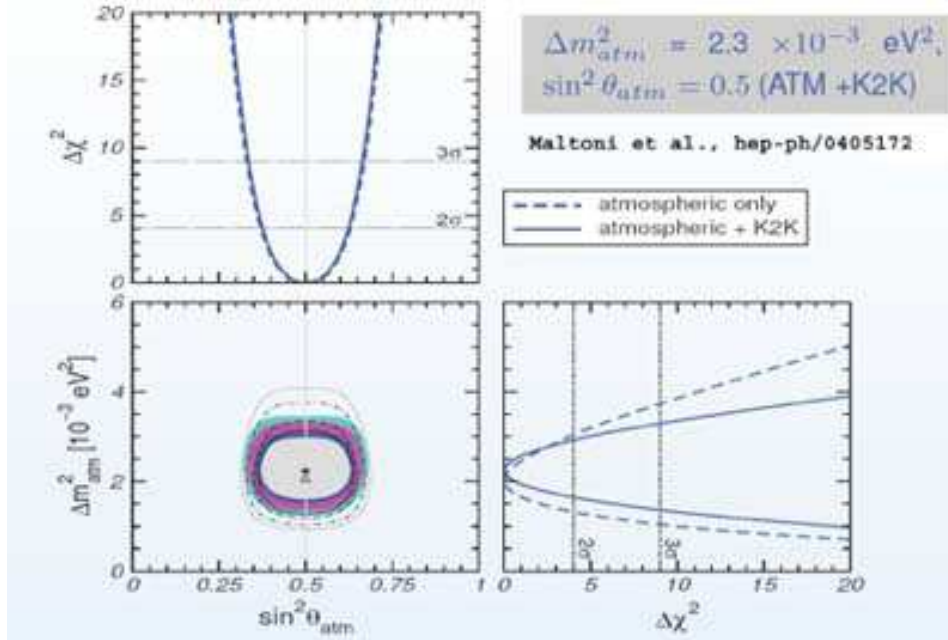 20
15
10
5
0
Δχ²
3σ
2σ
Δm²atm = 2.3 ×10⁻³ eV²,
sin² θatm = 0.5 (ATM +K2K)
Maltoni et al., hep-ph/0405172
atmospheric only
atmospheric + K2K
6
4
2
0
Δm²atm [10⁻³ eV²]
0 0.25 0.5 0.75 1
sin²θatm
2σ
3σ
0 5 10 15 20
Δχ²